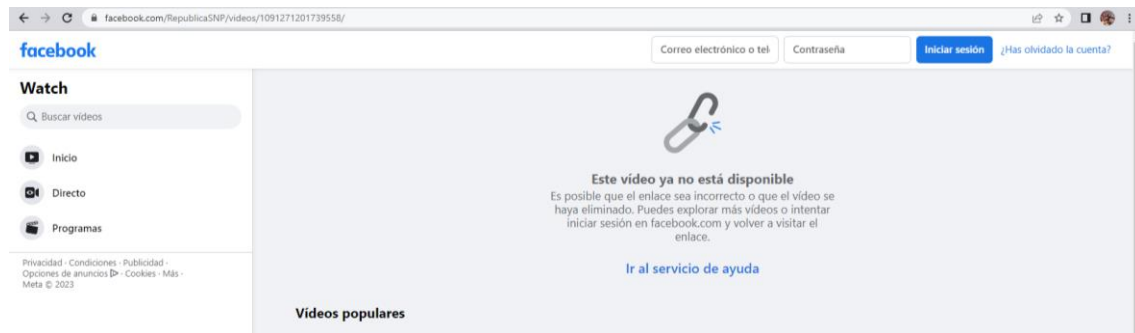 facebook.com/RepublicaSNP/videos/1091271201739558/
facebook
Correo electrónico o tel
Contraseña
Iniciar sesión
¿Has olvidado la cuenta?
Watch
Buscar vídeos
Inicio
Directo
Programas
Privacidad · Condiciones · Publicidad ·
Opciones de anuncios · Cookies · Más ·
Meta © 2023
Este vídeo ya no está disponible
Es posible que el enlace sea incorrecto o que el vídeo se
haya eliminado. Puedes explorar más vídeos o intentar
iniciar sesión en facebook.com y volver a visitar el
enlace.
Ir al servicio de ayuda
Vídeos populares